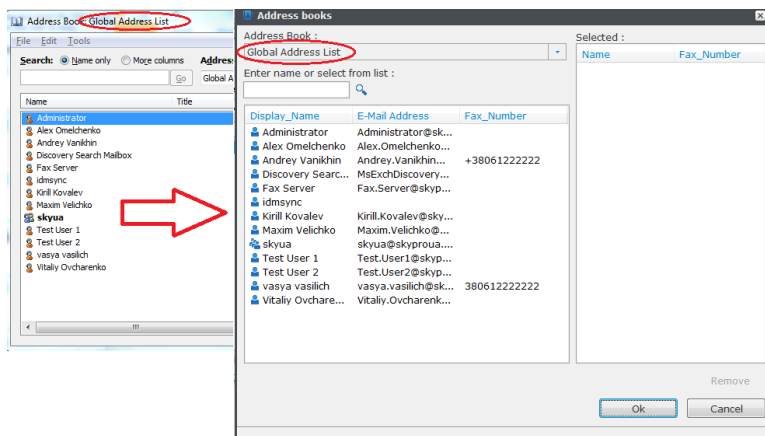 Address Book: Global Address List
File Edit Tools
Search: Name only More columns Addres
Go Global A
Name Title
Administrator
Alex Omelchenko
Andrey Vanikhin
Discovery Search Mailbox
Fax Server
idmsync
Kirill Kovalev
Maxim Velichko
skyua
Test User 1
Test User 2
vasya vasilich
Vitaliy Ovcharenko
Address books
Address Book :
Global Address List
Enter name or select from list :
Display_Name E-Mail Address Fax_Number
Administrator Administrator@sk...
Alex Omelchenko Alex.Omelchenko...
Andrey Vanikhin Andrey.Vanikhin... +38061222222
Discovery Searc... MsExchDiscovery...
Fax Server Fax.Server@skyp...
idmsync
Kirill Kovalev Kirill.Kovalev@sky...
Maxim Velichko Maxim.Velichko@...
skyua skyua@skyproua....
Test User 1 Test.User1@skyp...
Test User 2 Test.User2@skyp...
vasya vasilich vasya.vasilich@sk... 380612222222
Vitaliy Ovchare... Vitaliy.Ovcharenk...
Selected :
Name Fax_Number
Remove
Ok Cancel